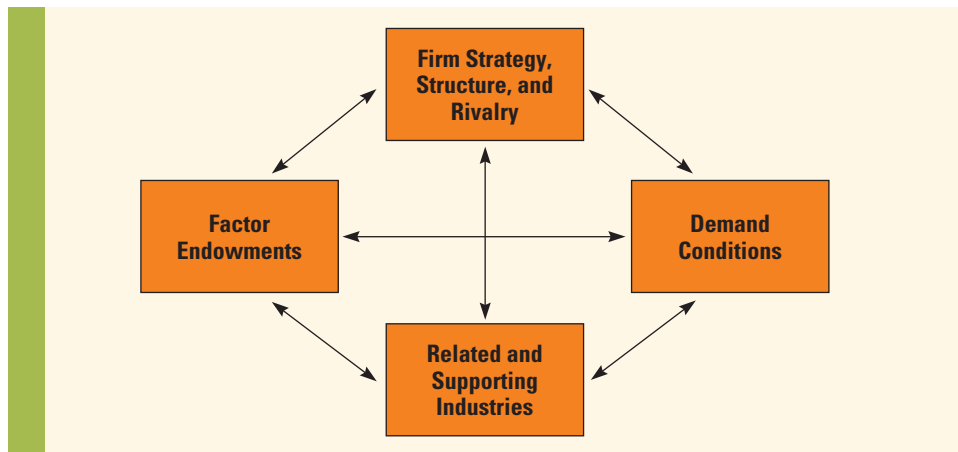 Firm Strategy,
Structure, and
Rivalry
Factor
Endowments
Demand
Conditions
Related and
Supporting
Industries